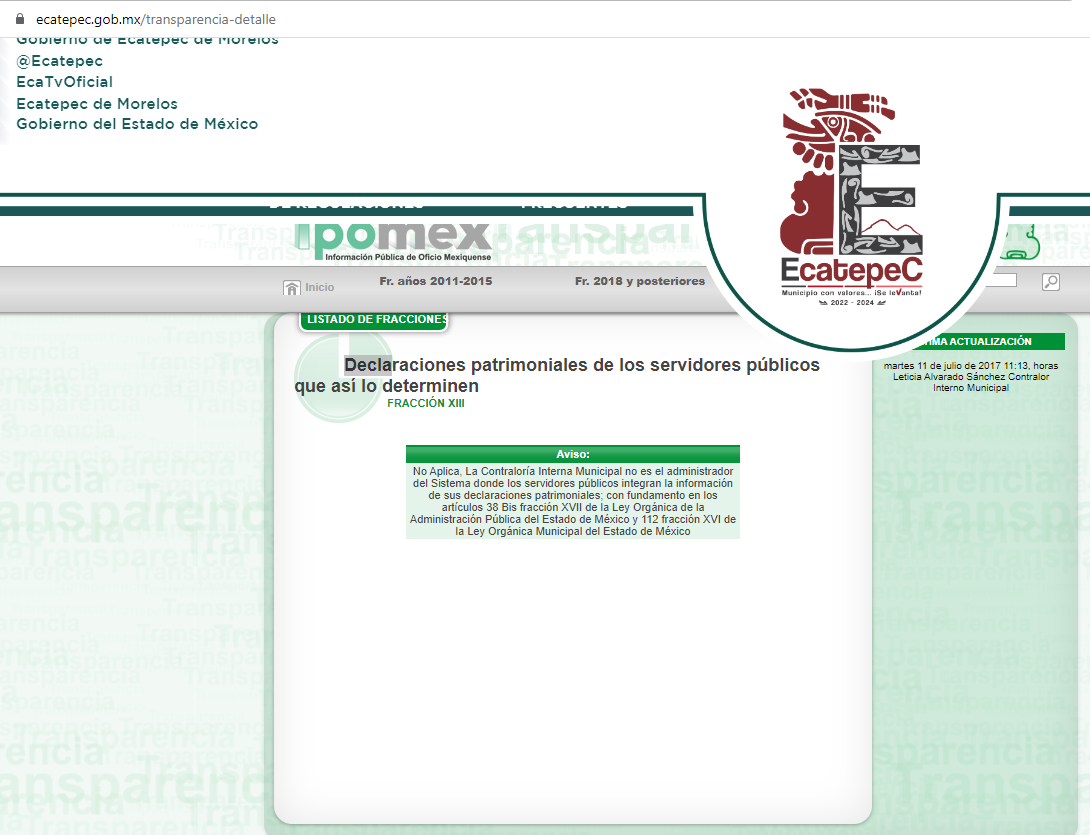 ecatepec.gob.mx/transparencia-detalle
Gobierno de Ecatepec de Morelos
@Ecatepec
EcaTvOficial
Ecatepec de Morelos
Gobierno del Estado de México
E
EcatepeC
Municipio con valores... ¡Se levanta!
2022 - 2024
ipomex
Información Pública de Oficio Mexiquense
Inicio
Fr. años 2011-2015
Fr. 2018 y posteriores
LISTADO DE FRACCIONES
Declaraciones patrimoniales de los servidores públicos
que así lo determinen
FRACCIÓN XIII
Aviso:
No Aplica, La Contraloría Interna Municipal no es el administrador
del Sistema donde los servidores públicos integran la información
de sus declaraciones patrimoniales; con fundamento en los
artículos 38 Bis fracción XVII de la Ley Orgánica de la
Administración Pública del Estado de México y 112 fracción XVI de
la Ley Orgánica Municipal del Estado de México
ACTUALIZACIÓN
martes 11 de julio de 2017 11:13, horas
Leticia Alvarado Sánchez Contralor
Interno Municipal